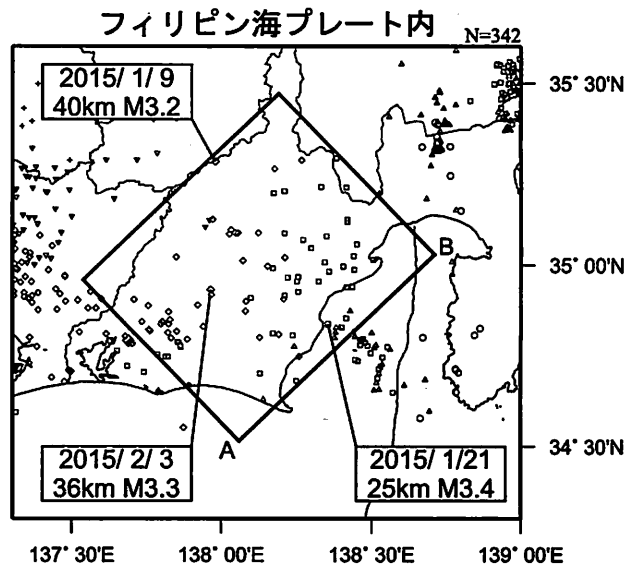 フィリピン海プレート内
N=342
2015/ 1/ 9
40km M3.2
35° 30'N
B
35° 00'N
2015/ 2/ 3
36km M3.3
A
2015/ 1/21
25km M3.4
34° 30'N
137° 30'E
138° 00'E
138° 30'E
139° 00'E